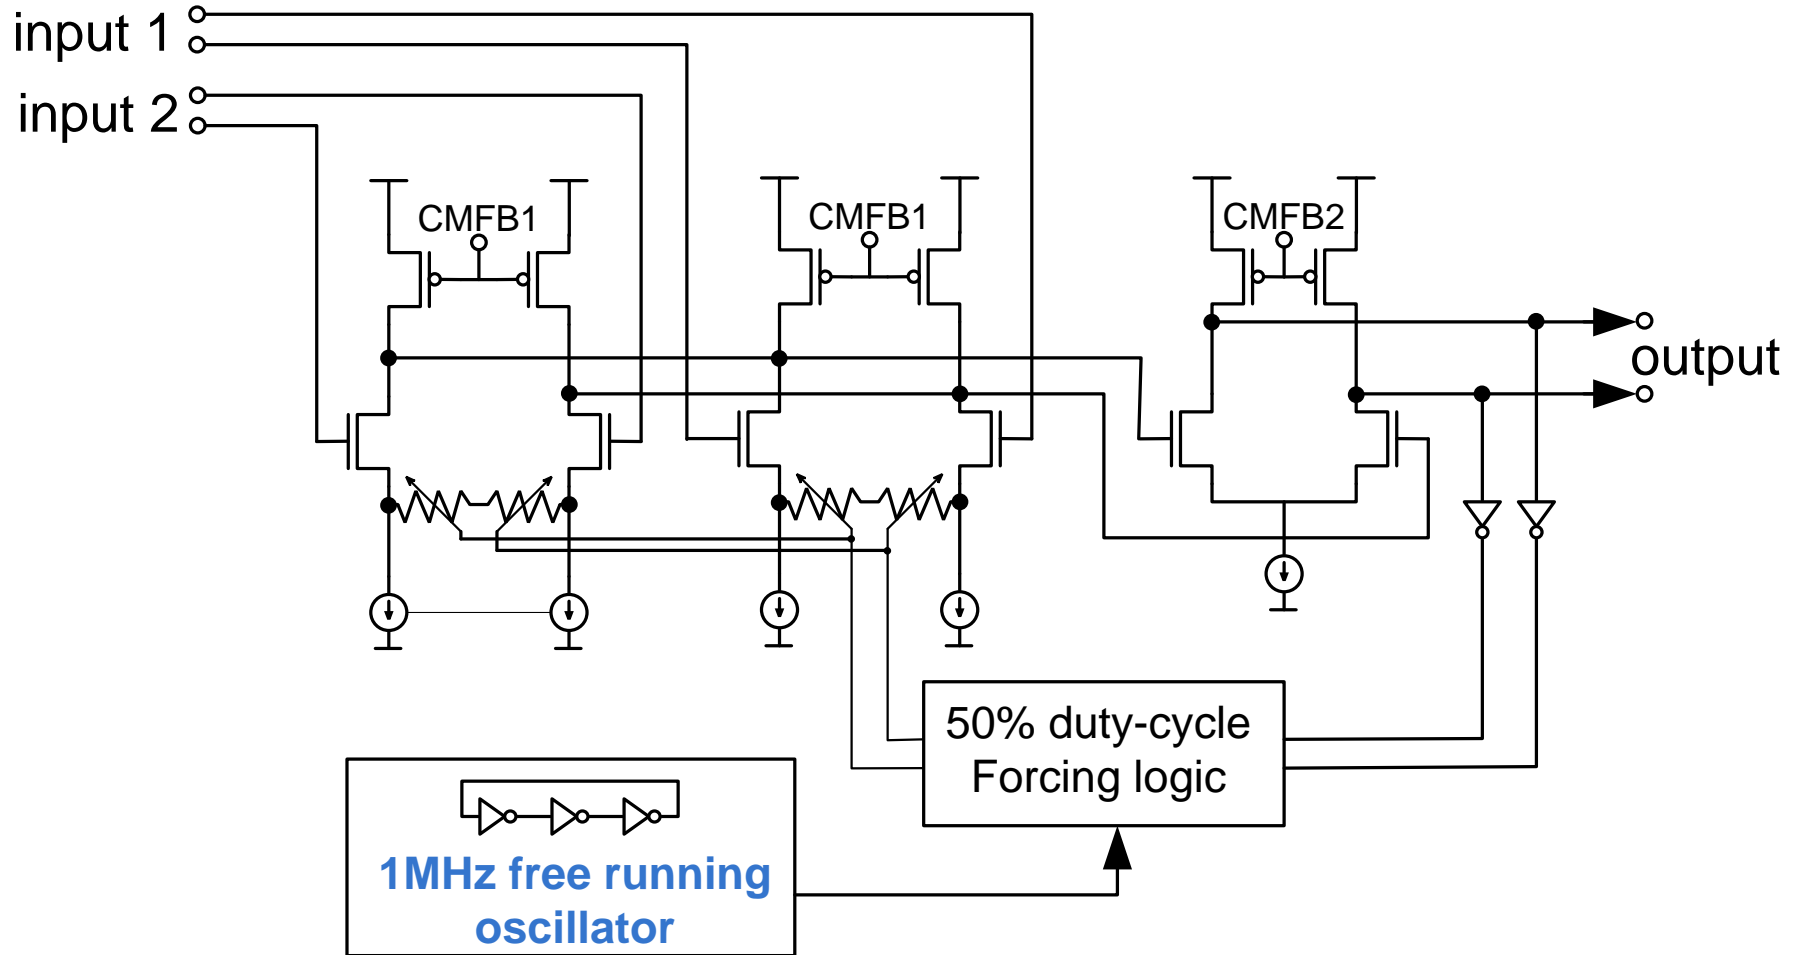 input 1
input 2
CMFB1
CMFB1
CMFB2
output
50% duty-cycle
Forcing logic
1MHz free running
oscillator